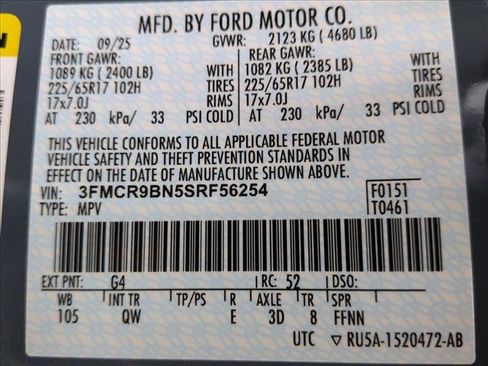 MFD. BY FORD MOTOR CO.
DATE: 09/25 GVWR: 2123 KG ( 4680 LB)
FRONT GAWR: REAR GAWR:
1089 KG ( 2400 LB) WITH 1082 KG ( 2385 LB) WITH
225/65R17 102H TIRES 225/65R17 102H TIRES
17x7.0J RIMS 17x7.0J RIMS
AT 230 kPa/ 33 PSI COLD AT 230 kPa/ 33 PSI COLD
THIS VEHICLE CONFORMS TO ALL APPLICABLE FEDERAL MOTOR
VEHICLE SAFETY AND THEFT PREVENTION STANDARDS IN
EFFECT ON THE DATE OF MANUFACTURE SHOWN ABOVE.
VIN: 3FMCR9BN5SRF56254 F0151
TYPE: MPV T0461
EXT PNT: G4 RC: 52 DSO:
WB INT TR TP/PS R AXLE TR SPR
105 QW E 3D 8 FFNN
UTC ▽ RU5A-1520472-AB